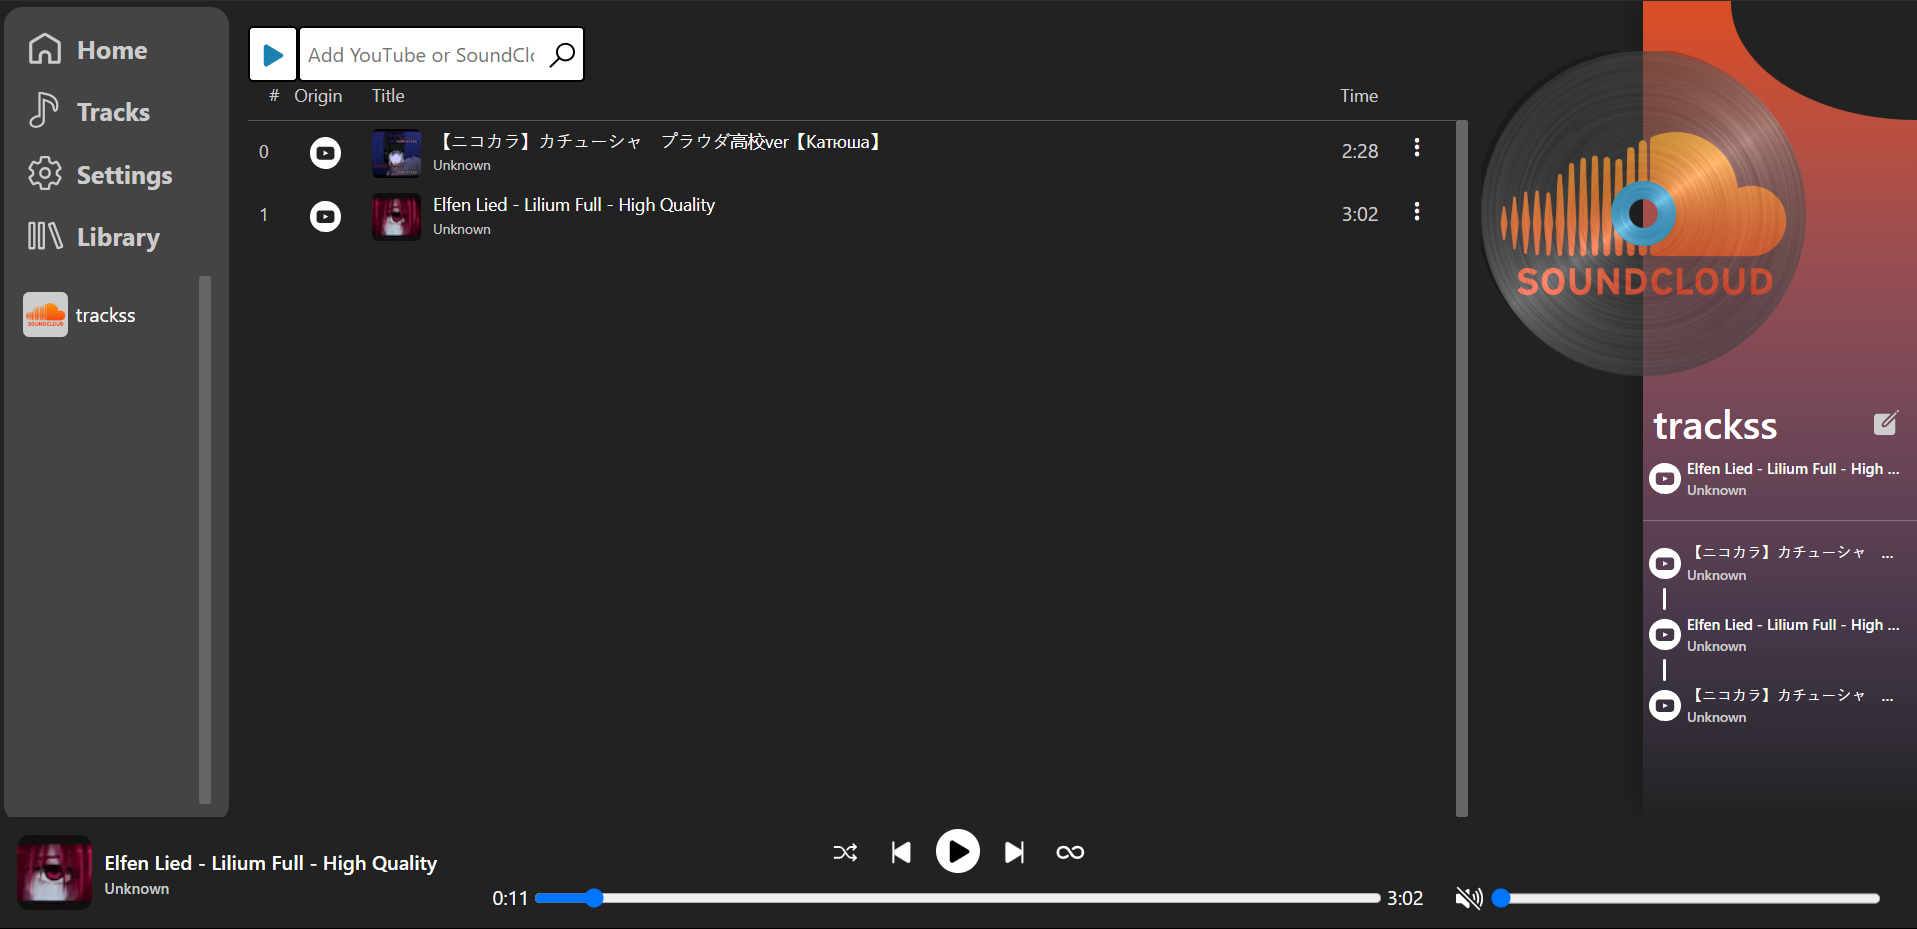 Home
Tracks
Settings
Library
trackss
Add YouTube or SoundClo
# Origin Title Time
0 【ニコカラ】カチューシャ　プラウダ高校ver【Катюша】 2:28
Unknown
1 Elfen Lied - Lilium Full - High Quality 3:02
Unknown
SOUNDCLOUD
trackss
Elfen Lied - Lilium Full - High ...
Unknown
【ニコカラ】カチューシャ　...
Unknown
Elfen Lied - Lilium Full - High ...
Unknown
【ニコカラ】カチューシャ　...
Unknown
Elfen Lied - Lilium Full - High Quality
Unknown
0:11 3:02